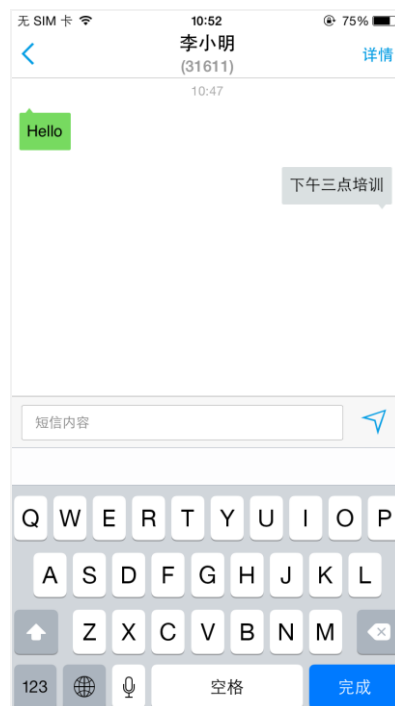 无 SIM 卡 10:52 75%
李小明
(31611)
详情
10:47
Hello
下午三点培训
短信内容
Q W E R T Y U I O P
A S D F G H J K L
Z X C V B N M
123 空格 完成